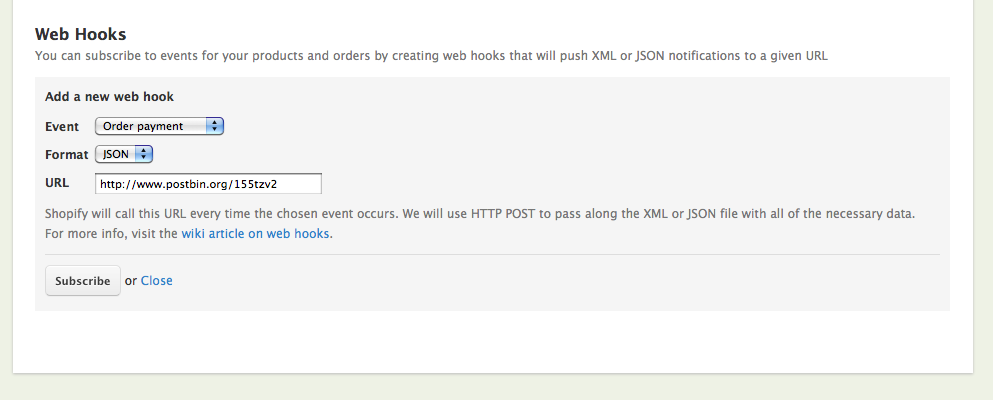 Web Hooks
You can subscribe to events for your products and orders by creating web hooks that will push XML or JSON notifications to a given URL
Add a new web hook
Event Order payment
Format JSON
URL http://www.postbin.org/155tzv2
Shopify will call this URL every time the chosen event occurs. We will use HTTP POST to pass along the XML or JSON file with all of the necessary data.
For more info, visit the wiki article on web hooks.
Subscribe or Close